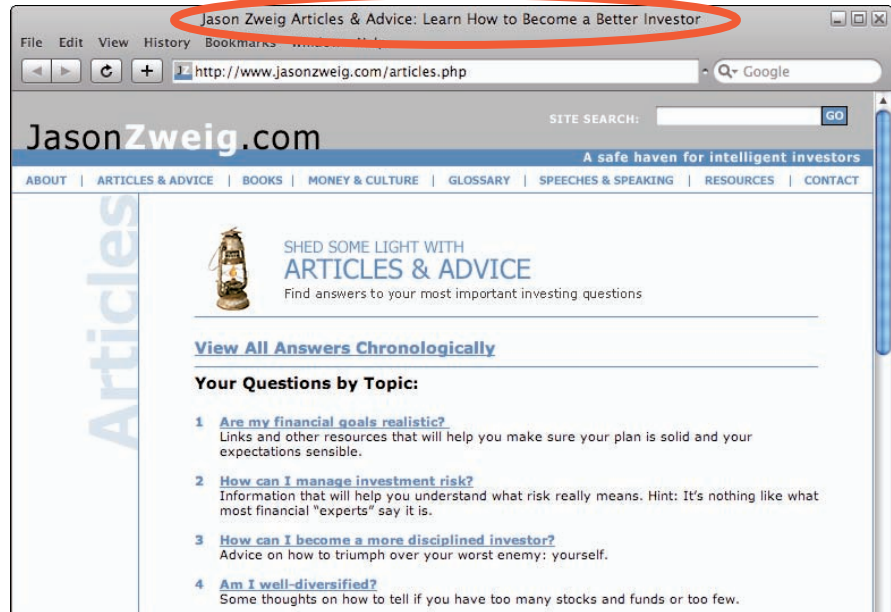 Jason Zweig Articles & Advice: Learn How to Become a Better Investor
File Edit View History Bookmarks
http://www.jasonzweig.com/articles.php
Google
SITE SEARCH:
GO
JasonZweig.com
A safe haven for intelligent investors
ABOUT | ARTICLES & ADVICE | BOOKS | MONEY & CULTURE | GLOSSARY | SPEECHES & SPEAKING | RESOURCES | CONTACT
Articles
SHED SOME LIGHT WITH
ARTICLES & ADVICE
Find answers to your most important investing questions
View All Answers Chronologically
Your Questions by Topic:
1 Are my financial goals realistic?
Links and other resources that will help you make sure your plan is solid and your
expectations sensible.
2 How can I manage investment risk?
Information that will help you understand what risk really means. Hint: It's nothing like what
most financial “experts” say it is.
3 How can I become a more disciplined investor?
Advice on how to triumph over your worst enemy: yourself.
4 Am I well-diversified?
Some thoughts on how to tell if you have too many stocks and funds or too few.